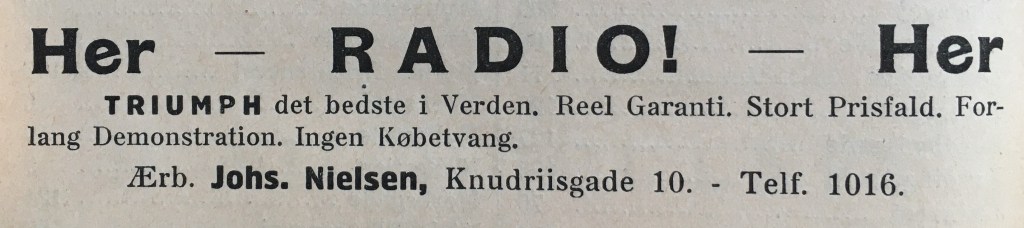 Her — RADIO! — Her
TRIUMPH det bedste i Verden. Reel Garanti. Stort Prisfald. For-
lang Demonstration. Ingen Købetvang.
Ærb. Johs. Nielsen, Knudriisgade 10. - Telf. 1016.